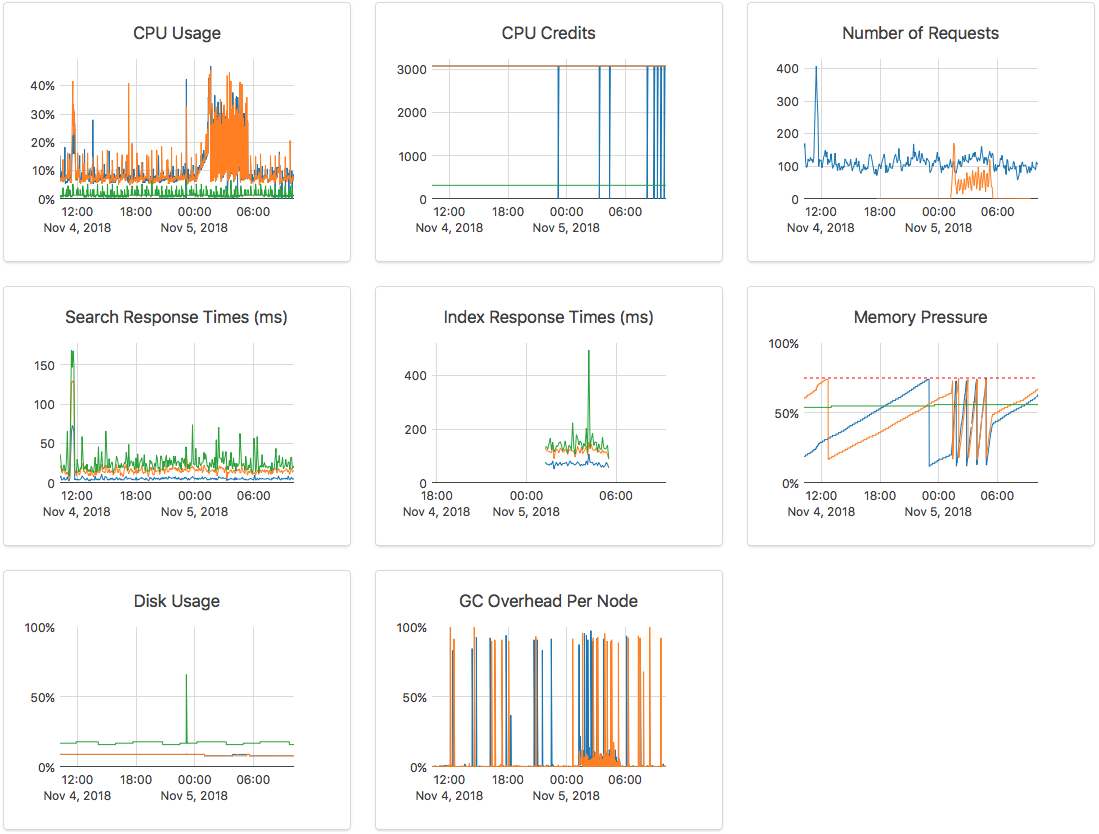 CPU Usage
40%
30%
20%
10%
0%
12:00 18:00 00:00 06:00
Nov 4, 2018 Nov 5, 2018
CPU Credits
3000
2000
1000
0
12:00 18:00 00:00 06:00
Nov 4, 2018 Nov 5, 2018
Number of Requests
400
300
200
100
0
12:00 18:00 00:00 06:00
Nov 4, 2018 Nov 5, 2018
Search Response Times (ms)
150
100
50
0
12:00 18:00 00:00 06:00
Nov 4, 2018 Nov 5, 2018
Index Response Times (ms)
400
200
0
18:00 00:00 06:00
Nov 4, 2018 Nov 5, 2018
Memory Pressure
100%
50%
0%
12:00 18:00 00:00 06:00
Nov 4, 2018 Nov 5, 2018
Disk Usage
100%
50%
0%
12:00 18:00 00:00 06:00
Nov 4, 2018 Nov 5, 2018
GC Overhead Per Node
100%
50%
0%
12:00 18:00 00:00 06:00
Nov 4, 2018 Nov 5, 2018